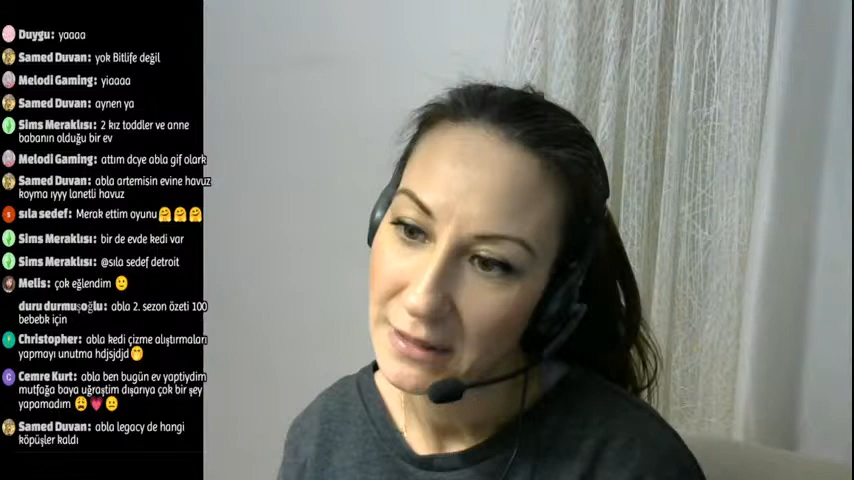 Duygu: yaaaa
Samed Duvan: yok Bitlife değil
Melodi Gaming: yiaaaa
Samed Duvan: aynen ya
Sims Meraklısı: 2 kız toddler ve anne
babanın olduğu bir ev
Melodi Gaming: attım dcye abla gif olark
Samed Duvan: abla artemisin evine havuz
koyma ıyyy lanetli havuz
sıla sedef: Merak ettim oyunu🤗🤗🤗
Sims Meraklısı: bir de evde kedi var
Sims Meraklısı: @sıla sedef detroit
Melis: çok eğlendim 🙂
duru durmuşoğlu: abla 2. sezon özeti 100
bebebk için
Christopher: abla kedi çizme alıştırmaları
yapmayı unutma hdjsjdjd🤭
Cemre Kurt: abla ben bugün ev yaptiydim
mutfağa baya uğraştim dışarıya çok bir şey
yapamadım 😩💗😐
Samed Duvan: abla legacy de hangi
köpüşler kaldı